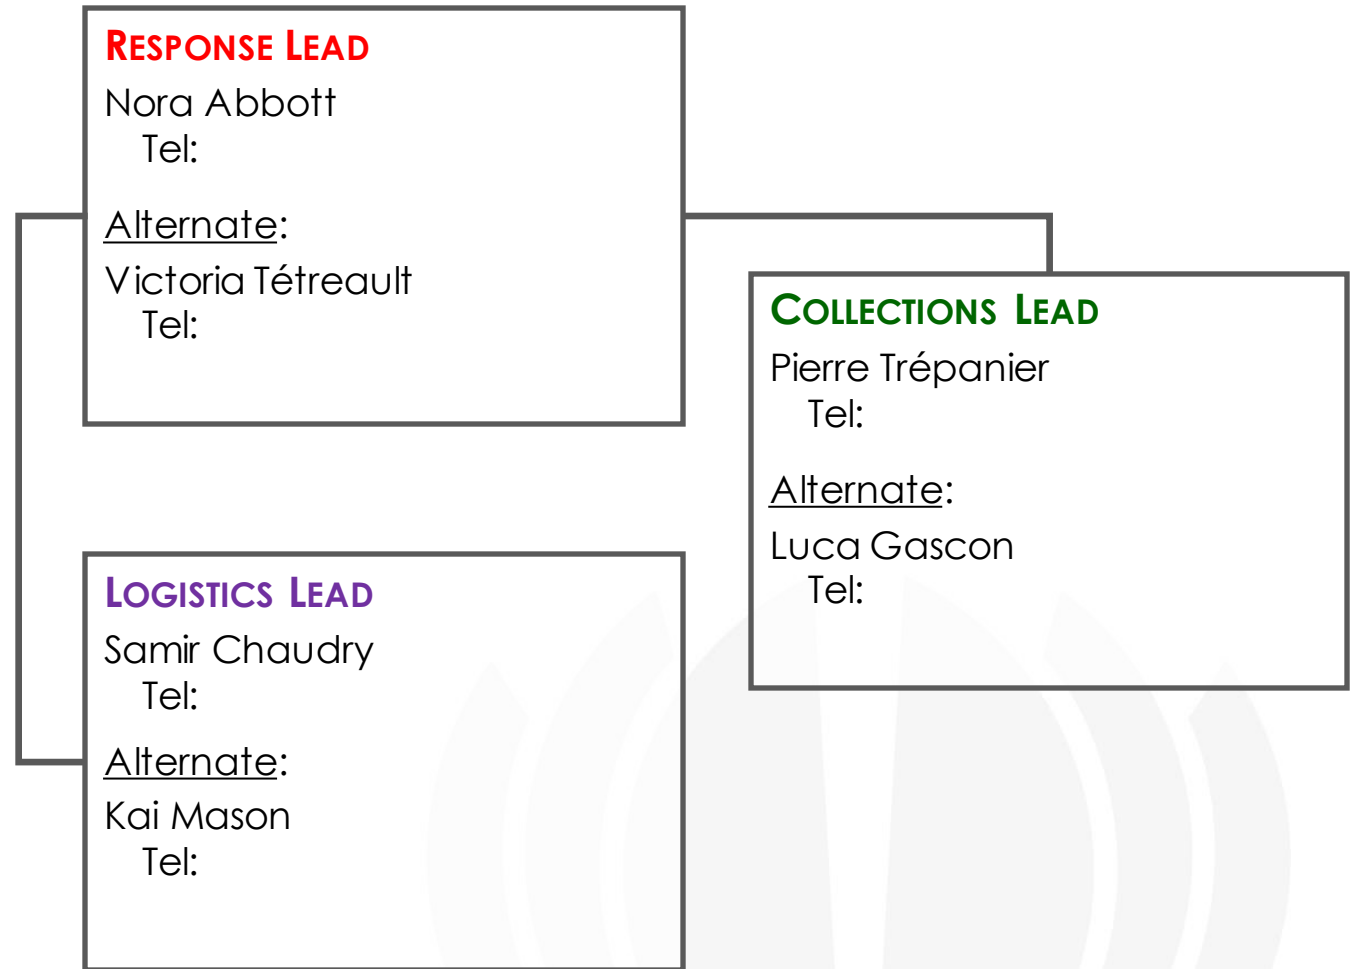 RESPONSE LEAD
Nora Abbott
Tel:
Alternate:
Victoria Tétreault
Tel:
COLLECTIONS LEAD
Pierre Trépanier
Tel:
Alternate:
Luca Gascon
Tel:
LOGISTICS LEAD
Samir Chaudry
Tel:
Alternate:
Kai Mason
Tel: